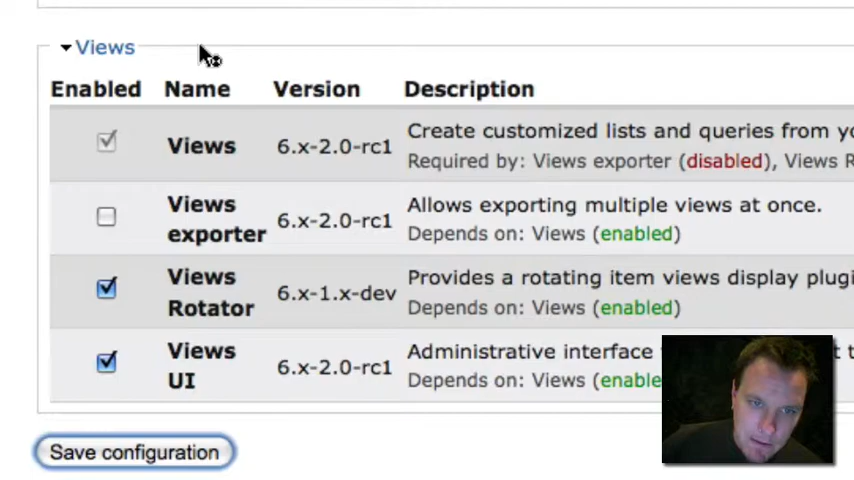 Views
Enabled Name Version Description
Views 6.x-2.0-rc1 Create customized lists and queries from
Required by: Views exporter (disabled), Views
Views exporter 6.x-2.0-rc1 Allows exporting multiple views at once.
Depends on: Views (enabled)
Views Rotator 6.x-1.x-dev Provides a rotating item views display
Depends on: Views (enabled)
Views UI 6.x-2.0-rc1 Administrative interface
Depends on: Views
Save configuration